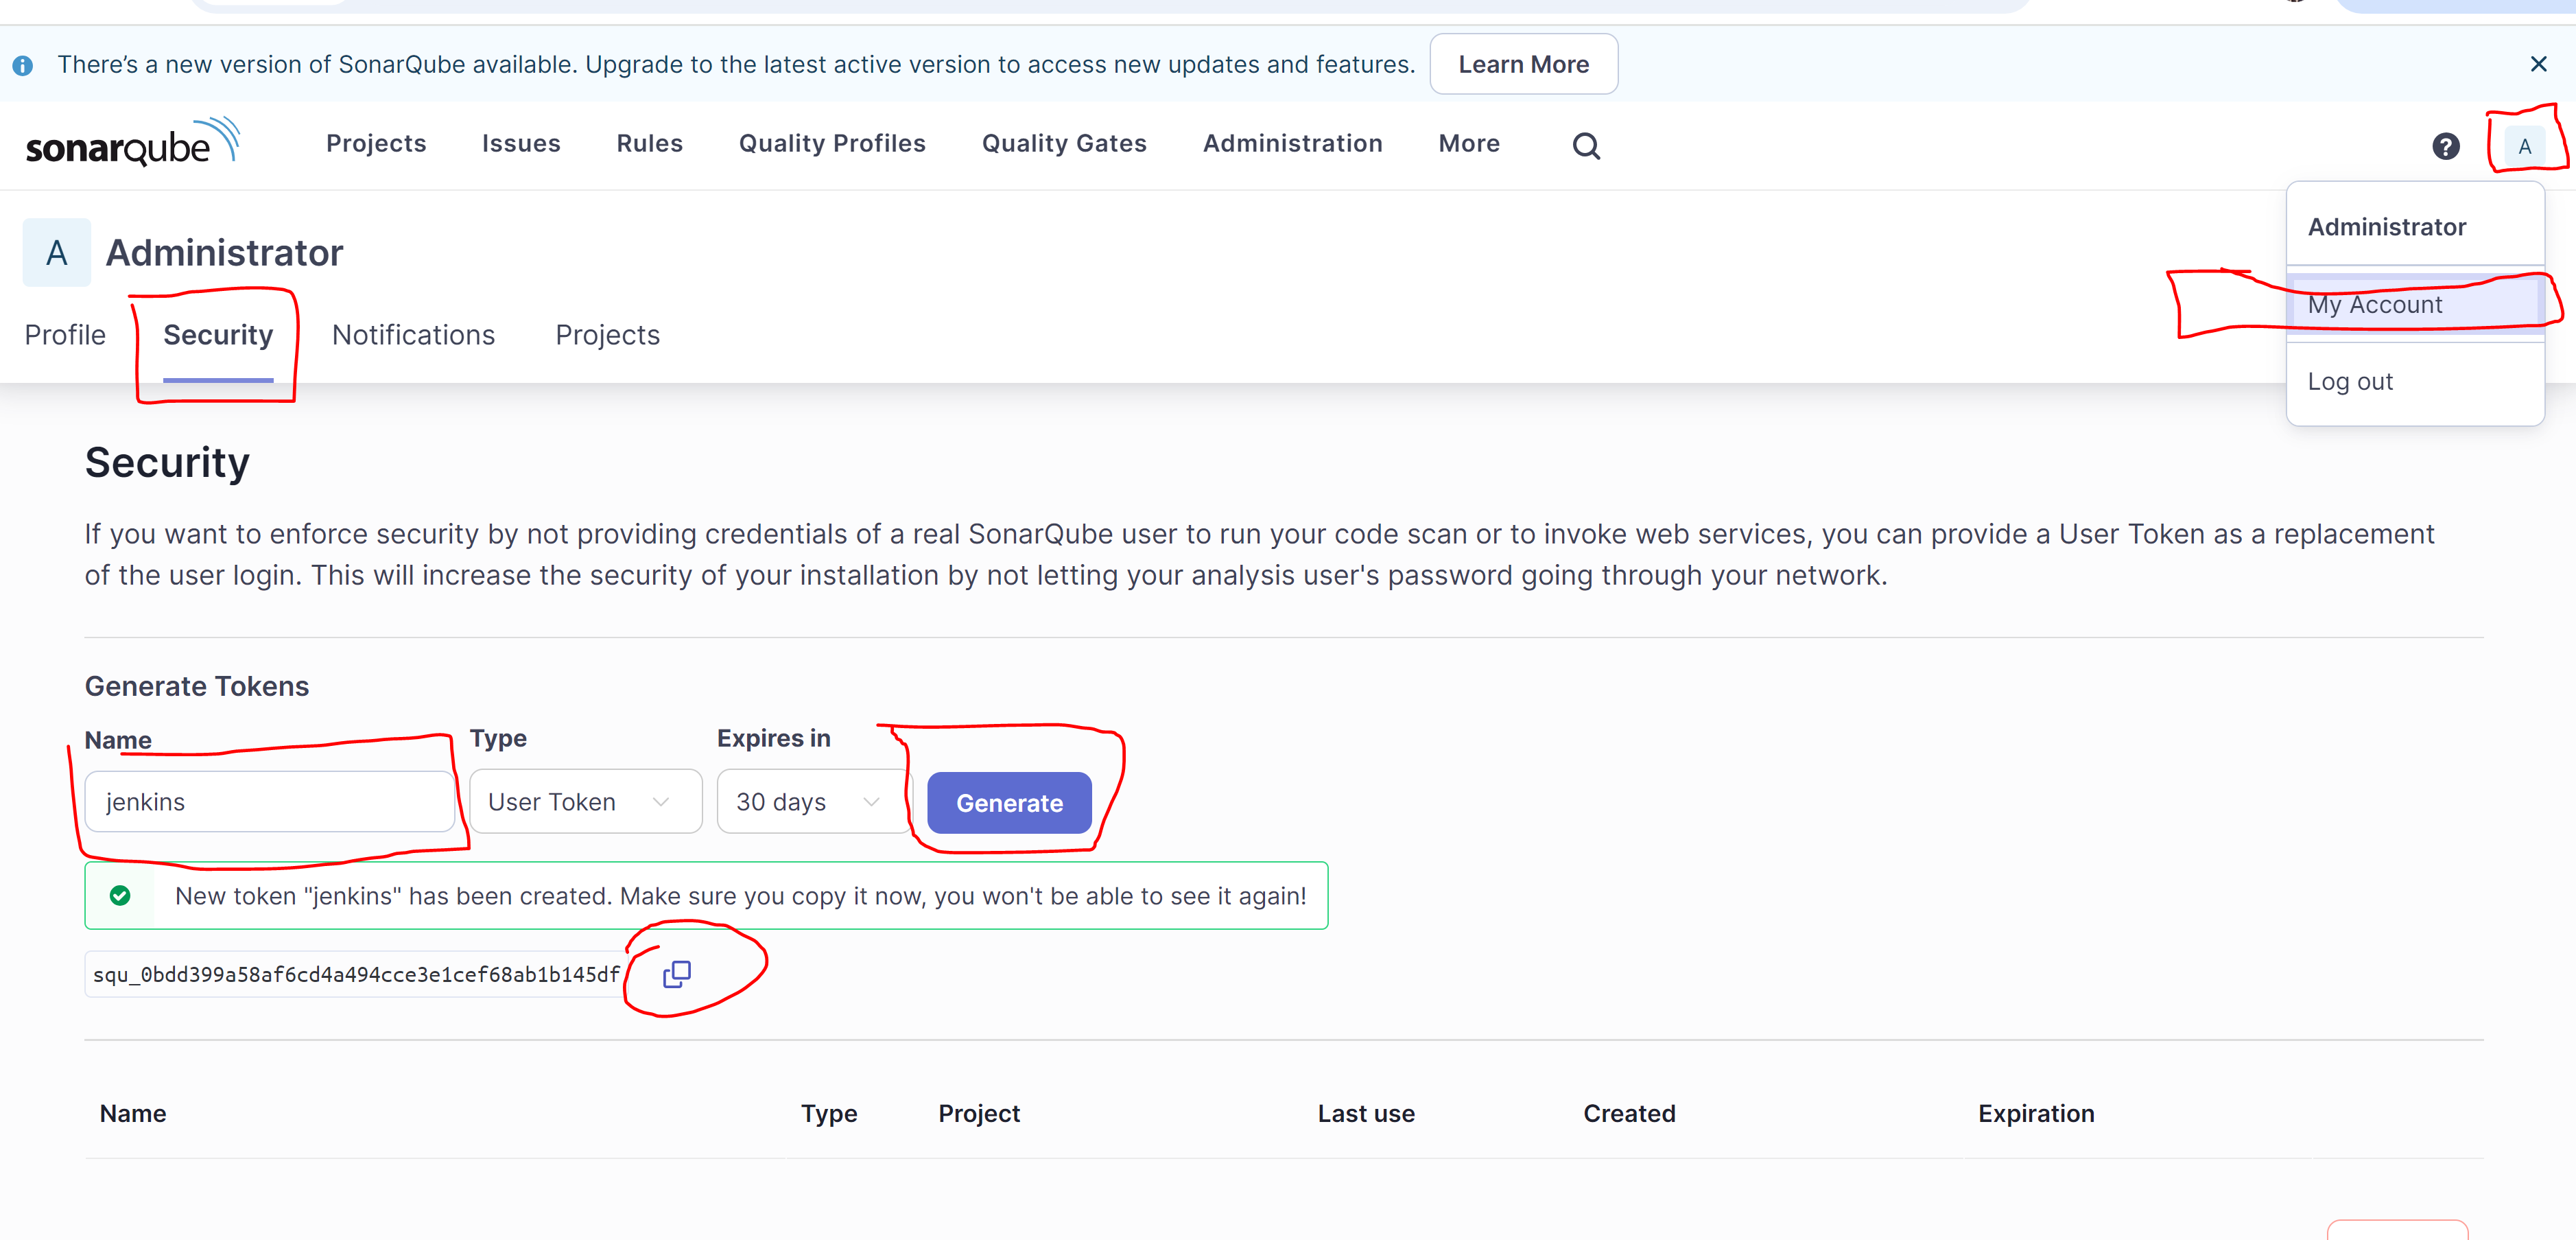 There's a new version of SonarQube available. Upgrade to the latest active version to access new updates and features. Learn More
sonarqube Projects Issues Rules Quality Profiles Quality Gates Administration More A
A Administrator
Administrator
My Account
Log out
Profile Security Notifications Projects
Security
If you want to enforce security by not providing credentials of a real SonarQube user to run your code scan or to invoke web services, you can provide a User Token as a replacement
of the user login. This will increase the security of your installation by not letting your analysis user's password going through your network.
Generate Tokens
Name Type Expires in
jenkins User Token 30 days Generate
New token "jenkins" has been created. Make sure you copy it now, you won't be able to see it again!
squ_0bdd399a58af6cd4a494cce3e1cef68ab1b145df
Name Type Project Last use Created Expiration